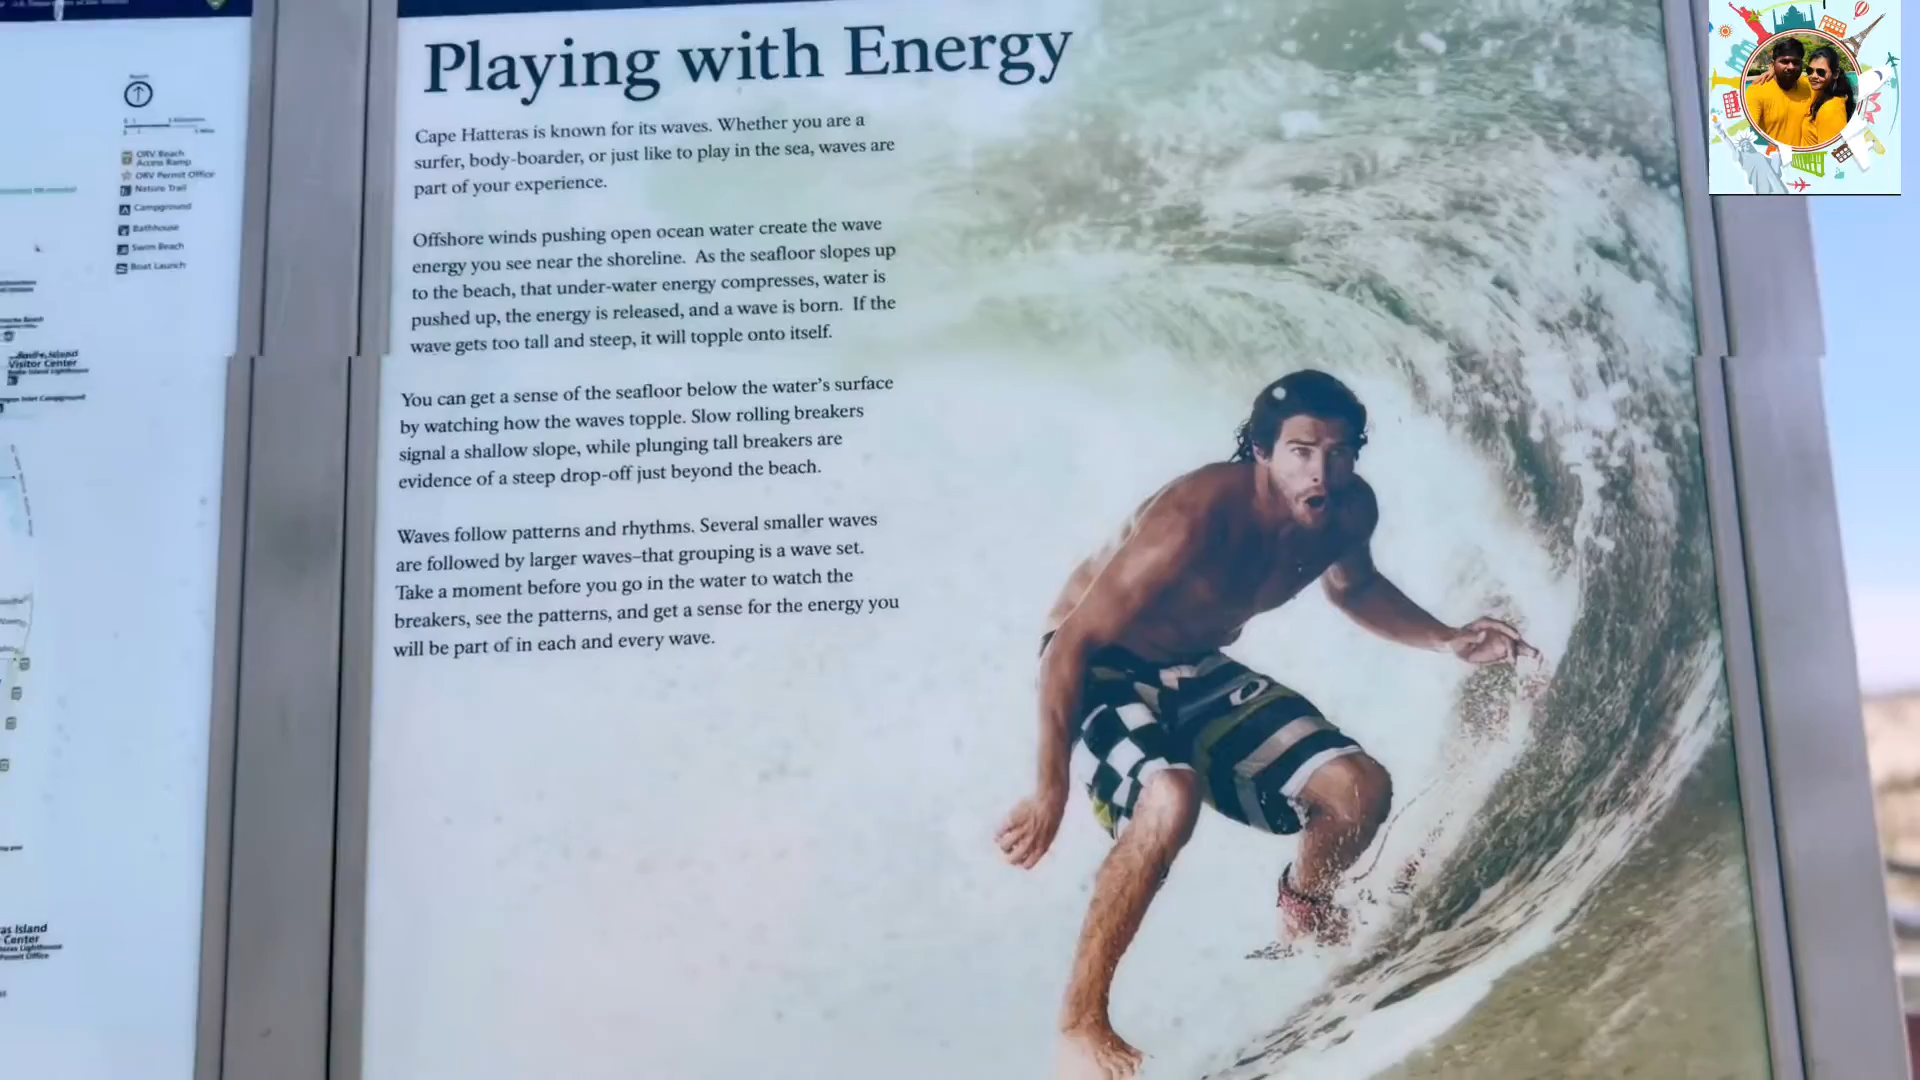 Playing with Energy
Cape Hatteras is known for its waves. Whether you are a
surfer, body-boarder, or just like to play in the sea, waves are
part of your experience.
Offshore winds pushing open ocean water create the wave
energy you see near the shoreline. As the seafloor slopes up
to the beach, that under-water energy compresses, water is
pushed up, the energy is released, and a wave is born. If the
wave gets too tall and steep, it will topple onto itself.
You can get a sense of the seafloor below the water's surface
by watching how the waves topple. Slow rolling breakers
signal a shallow slope, while plunging tall breakers are
evidence of a steep drop-off just beyond the beach.
Waves follow patterns and rhythms. Several smaller waves
are followed by larger waves–that grouping is a wave set.
Take a moment before you go in the water to watch the
breakers, see the patterns, and get a sense for the energy you
will be part of in each and every wave.
ORV Beach
Access Ramp
ORV Permit Office
Nature Trail
Campground
Bathhouse
Swim Beach
Boat Launch
Island
Visitor Center
as Island
Center
Permit Office